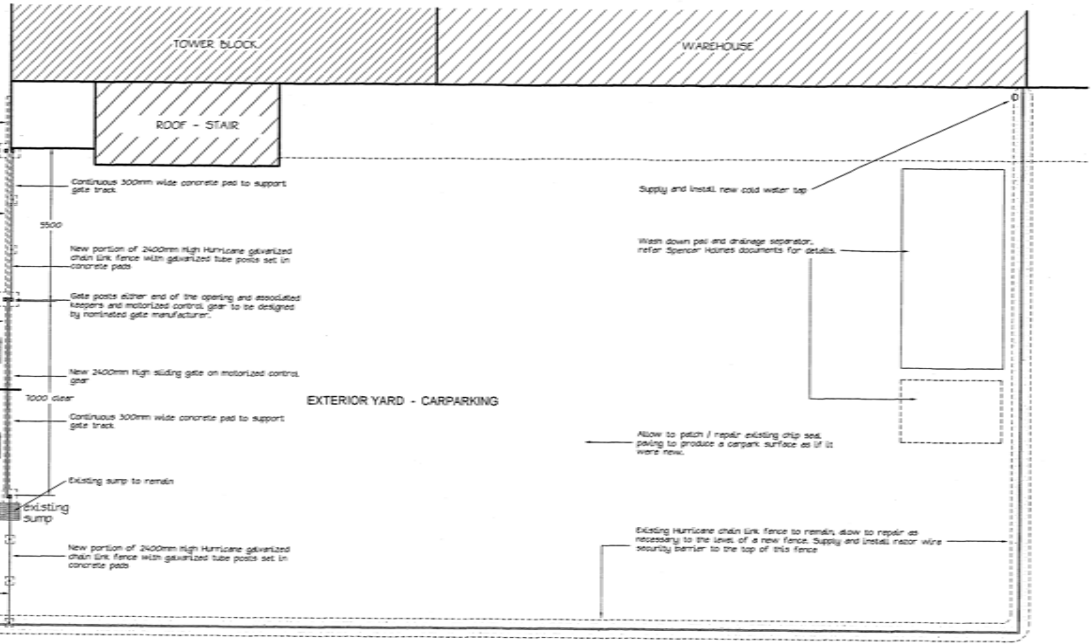 TOWER BLOCK
WAREHOUSE
ROOF - STAIR
Continuous 300mm wide concrete pad to support
gate track
5500
New portion of 2400mm high Hurricane galvanized
chain link fence with galvanized tube posts set in
concrete pads
Gate posts either end of the opening and associated
keepers and motorized control gear to be designed
by nominated gate manufacturer.
New 2400mm high sliding gate on motorized control
gear
7000 clear
Continuous 300mm wide concrete pad to support
gate track
Existing sump to remain
existing
sump
New portion of 2400mm high Hurricane galvanized
chain link fence with galvanized tube posts set in
concrete pads
EXTERIOR YARD - CARPARKING
Supply and install new cold water tap
Wash down pad and drainage separator,
refer Spencer Holmes documents for details.
Allow to patch / repair existing chip seal
paving to produce a carpark surface as if it
were new.
Existing Hurricane chain link fence to remain, allow to repair as
necessary to the level of a new fence. Supply and install razor wire
security barrier to the top of this fence